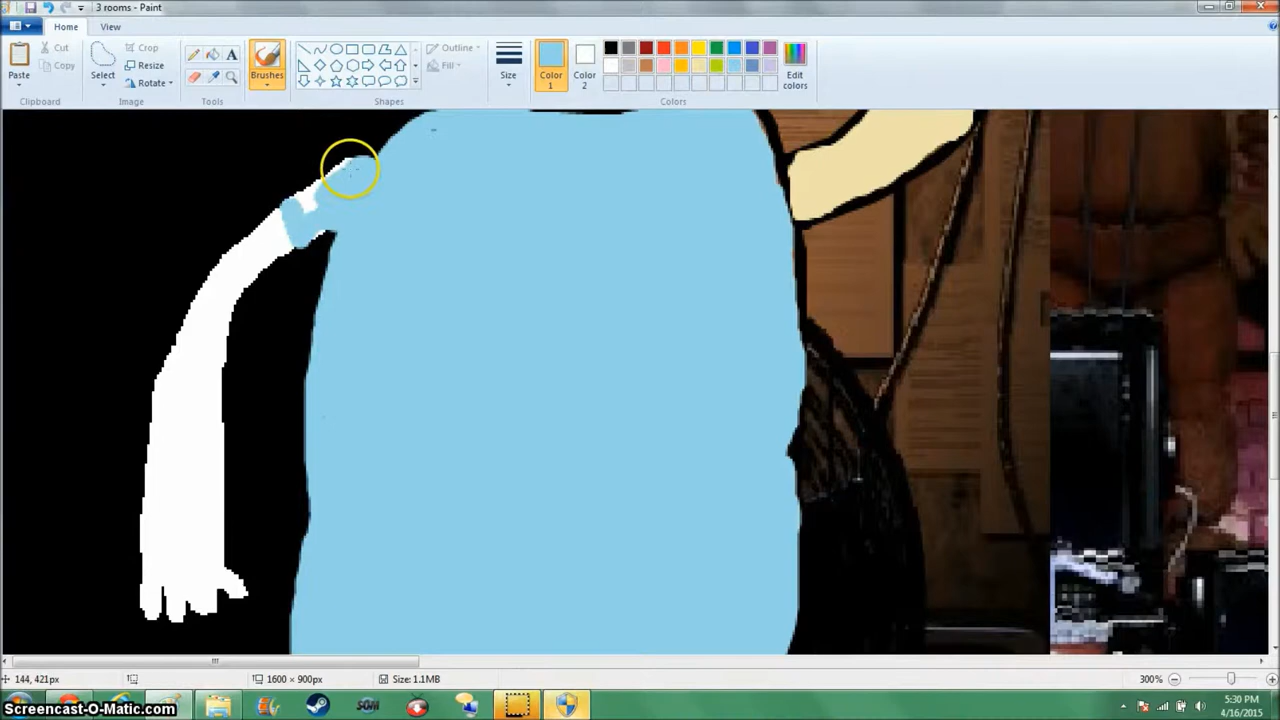 3 rooms - Paint
Home View
Paste
Cut
Copy
Clipboard
Select
Crop
Resize
Rotate
Image
A
Tools
Brushes
Outline
Fill
Shapes
Size
Color 1
Color 2
Edit colors
Colors
144, 421px
1600 × 900px
Size: 1.1MB
300%
SOM
5:30 PM
4/16/2015
Screencast-O-Matic.com